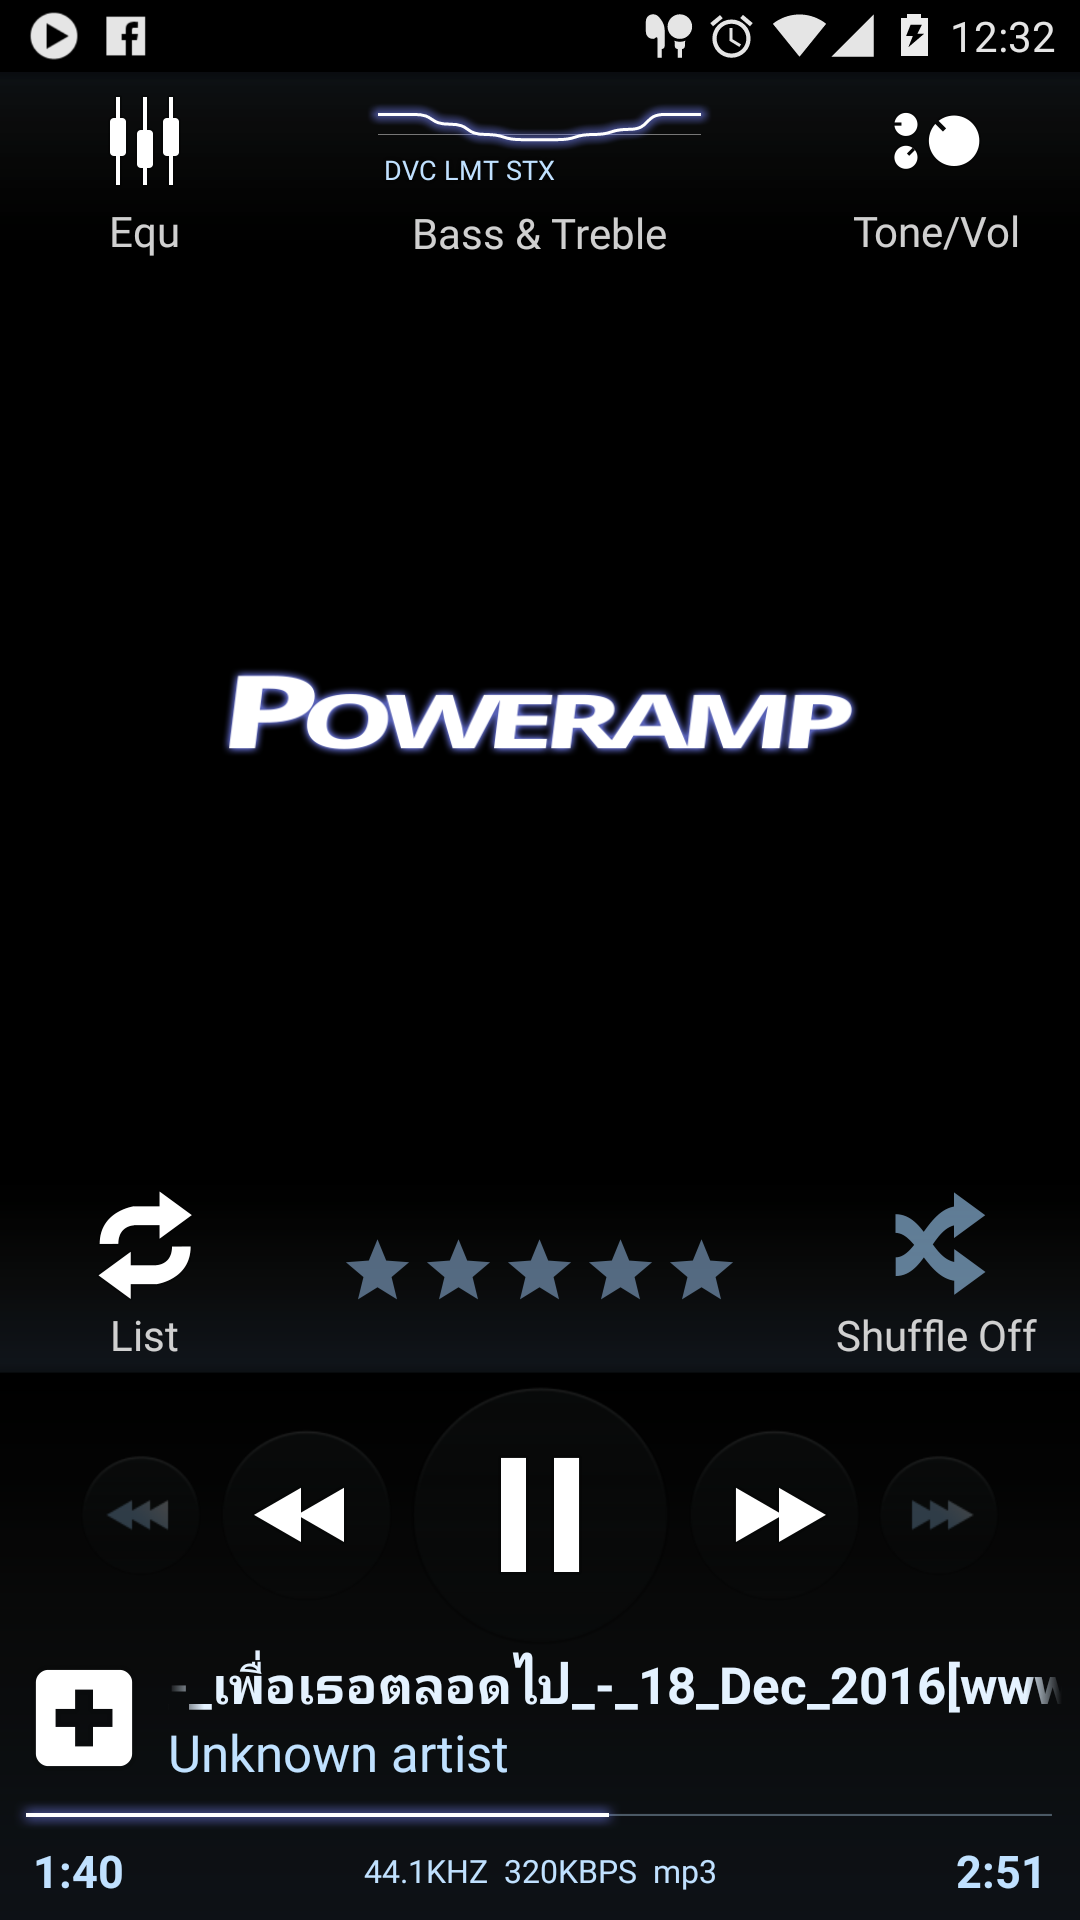 12:32
DVC LMT STX
Equ Bass & Treble Tone/Vol
POWERAMP
List Shuffle Off
-_เพื่อเธอตลอดไป_-_18_Dec_2016[www
Unknown artist
1:40 44.1KHZ 320KBPS mp3 2:51